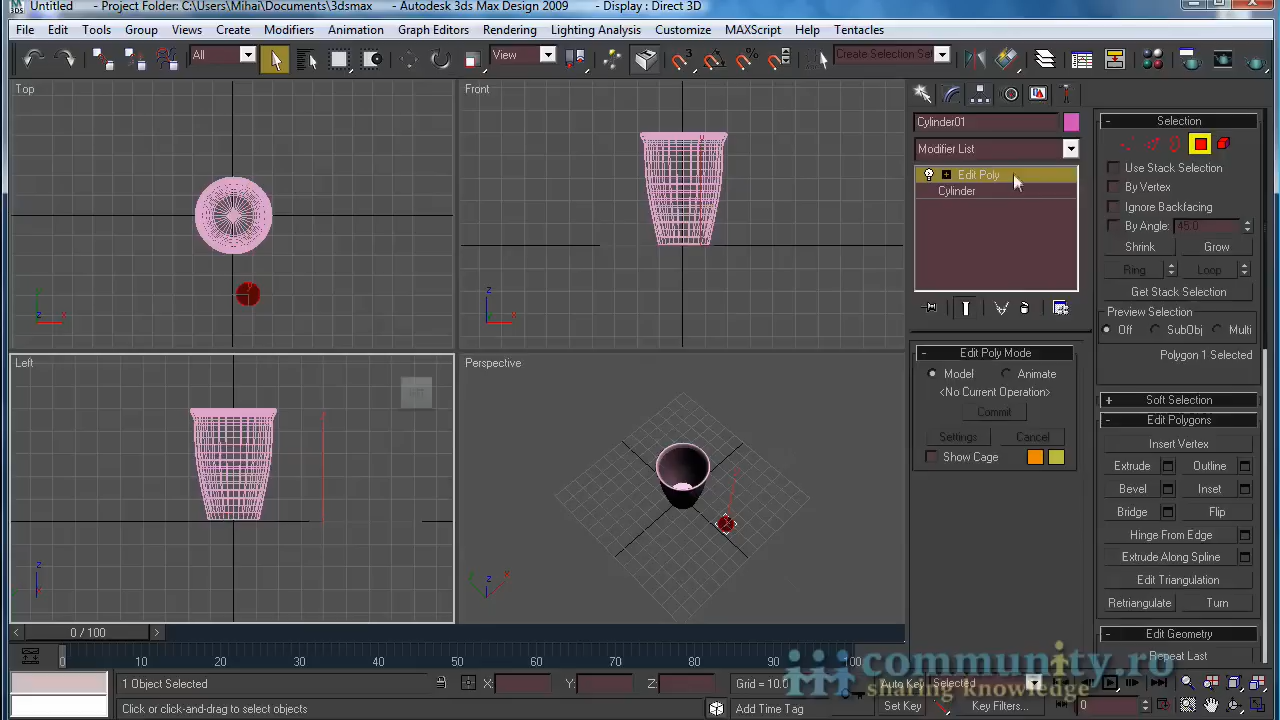 Untitled - Project Folder: C:\Users\Mihai\Documents\3dsmax - Autodesk 3ds Max Design 2009 - Display : Direct 3D
File Edit Tools Group Views Create Modifiers Animation Graph Editors Rendering Lighting Analysis Customize MAXScript Help Tentacles
All View Create Selection Set
Top
Front
Left
Perspective
Cylinder01
Modifier List
Edit Poly
Cylinder
Edit Poly Mode
Model Animate
<No Current Operation>
Commit
Settings Cancel
Show Cage
Selection
Use Stack Selection
By Vertex
Ignore Backfacing
By Angle: 45.0
Shrink Grow
Ring Loop
Get Stack Selection
Preview Selection
Off SubObj Multi
Polygon 1 Selected
Soft Selection
Edit Polygons
Insert Vertex
Extrude Outline
Bevel Inset
Bridge Flip
Hinge From Edge
Extrude Along Spline
Edit Triangulation
Retriangulate Turn
Edit Geometry
Repeat Last
0 / 100
0 10 20 30 40 50 60 70 80 90 100
1 Object Selected X: Y: Z: Grid = 10.0 Auto Key Selected
Click or click-and-drag to select objects Add Time Tag Set Key Key Filters... 0
community.ro
sharing knowledge